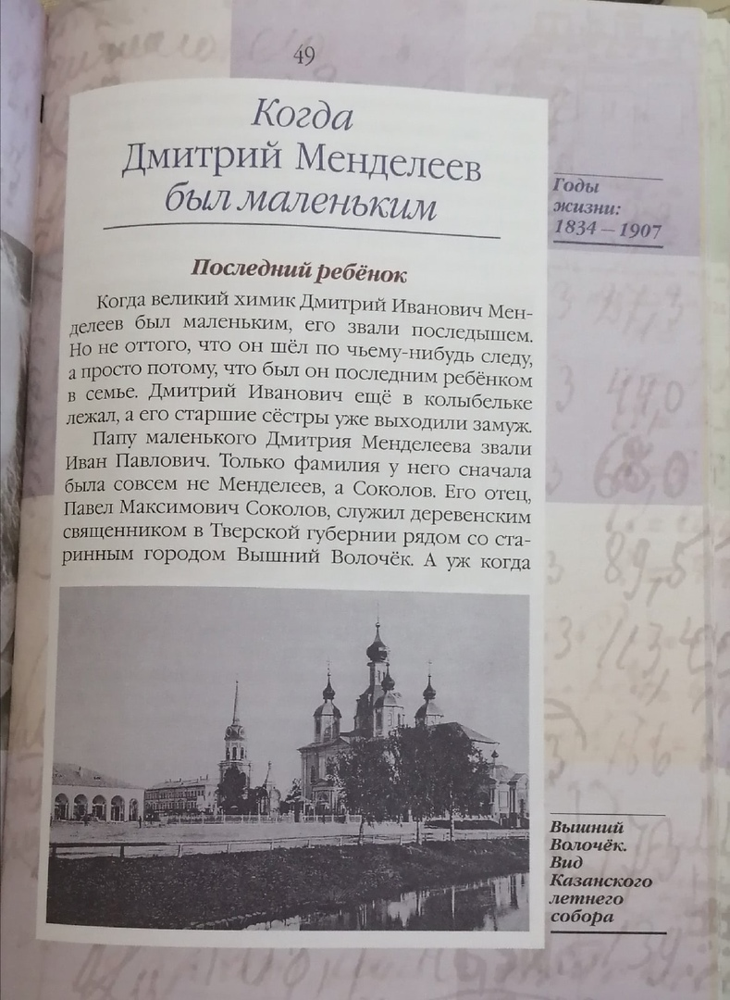 49
Когда
Дмитрий Менделеев
был маленьким
Годы
жизни:
1834 – 1907
Последний ребёнок
Когда великий химик Дмитрий Иванович Мен-
делеев был маленьким, его звали последышем.
Но не оттого, что он шёл по чьему-нибудь следу,
а просто потому, что был он последним ребёнком
в семье. Дмитрий Иванович ещё в колыбельке
лежал, а его старшие сёстры уже выходили замуж.
Папу маленького Дмитрия Менделеева звали
Иван Павлович. Только фамилия у него сначала
была совсем не Менделеев, а Соколов. Его отец,
Павел Максимович Соколов, служил деревенским
священником в Тверской губернии рядом со ста-
ринным городом Вышний Волочёк. А уж когда
Вышний
Волочёк.
Вид
Казанского
летнего
собора